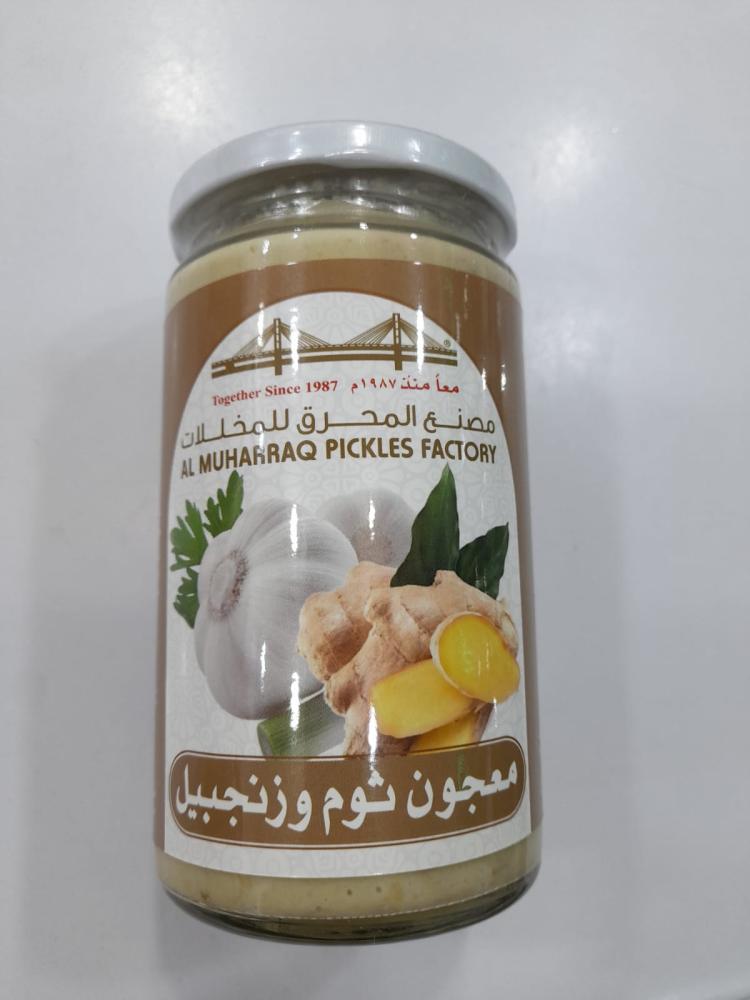 Together Since 1987 معاً منذ ١٩٨٧م
مصنع المحرق للمخللات
AL MUHARRAQ PICKLES FACTORY
معجون ثوم وزنجبيل